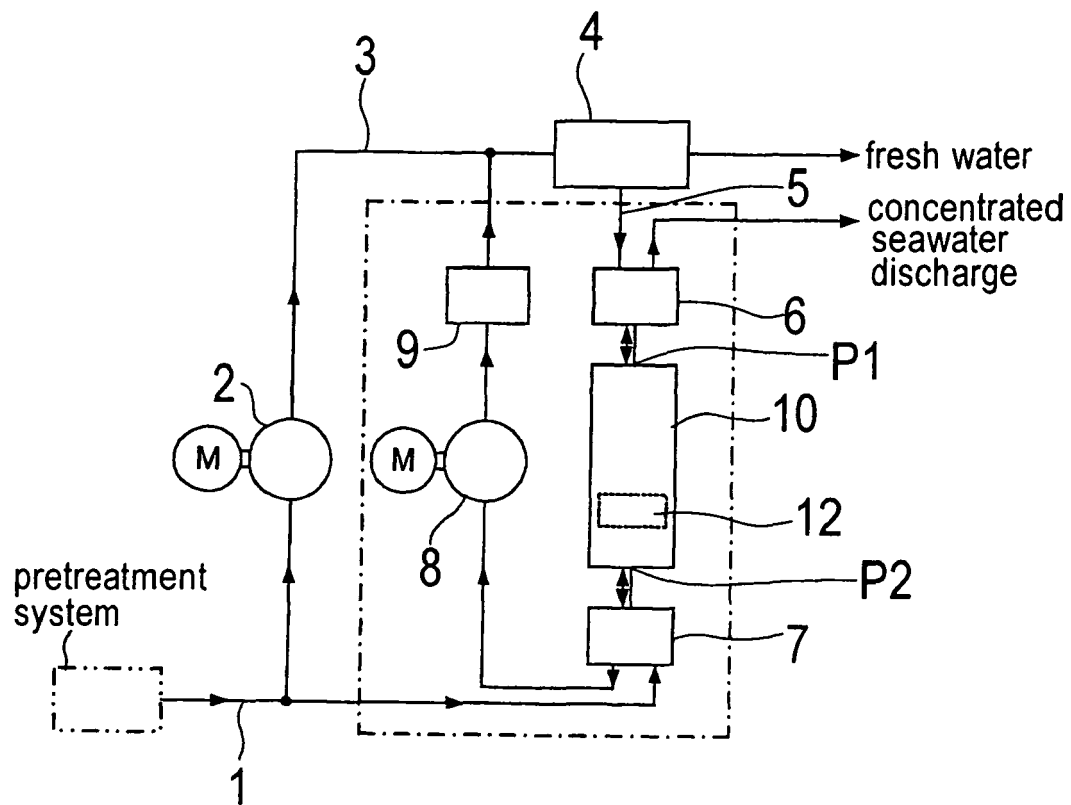 4
3
fresh water
5
concentrated
seawater
discharge
6
9
P1
2
10
M
M
12
8
pretreatment
system
P2
7
1